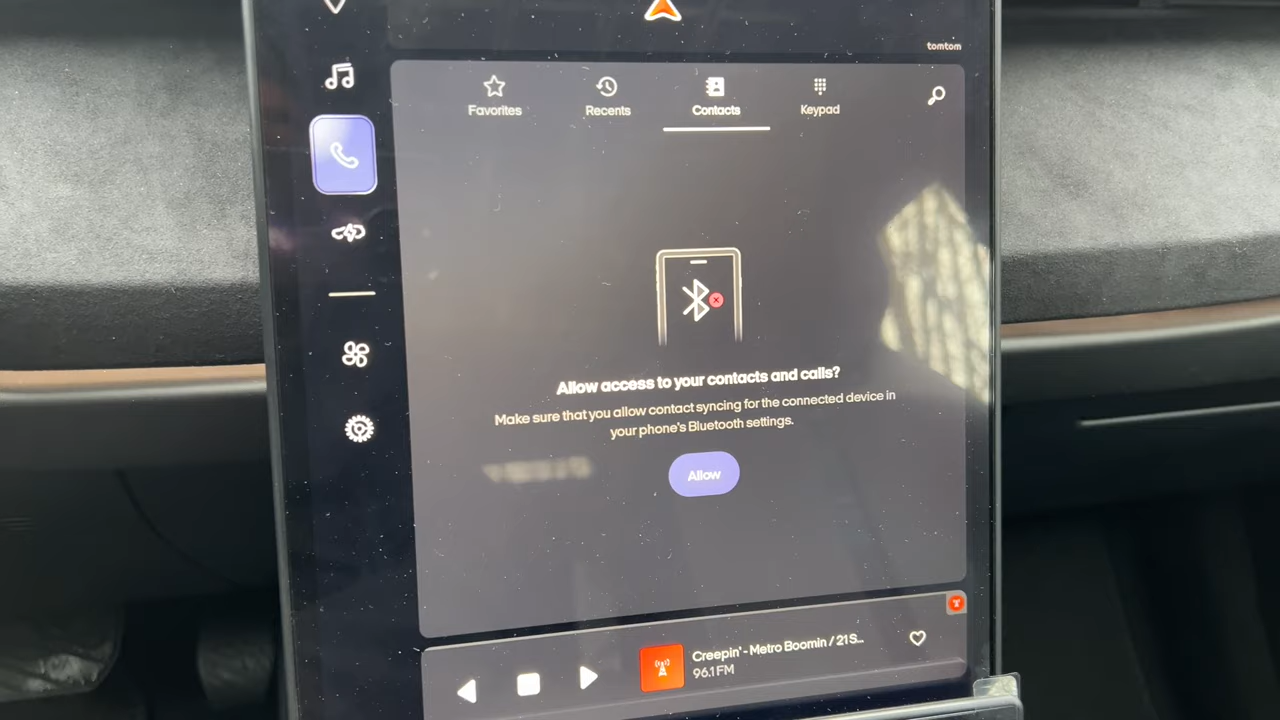 tomtom
Favorites
Recents
Contacts
Keypad
Allow access to your contacts and calls?
Make sure that you allow contact syncing for the connected device in
your phone's Bluetooth settings.
Allow
Creepin' - Metro Boomin / 21 S...
96.1 FM